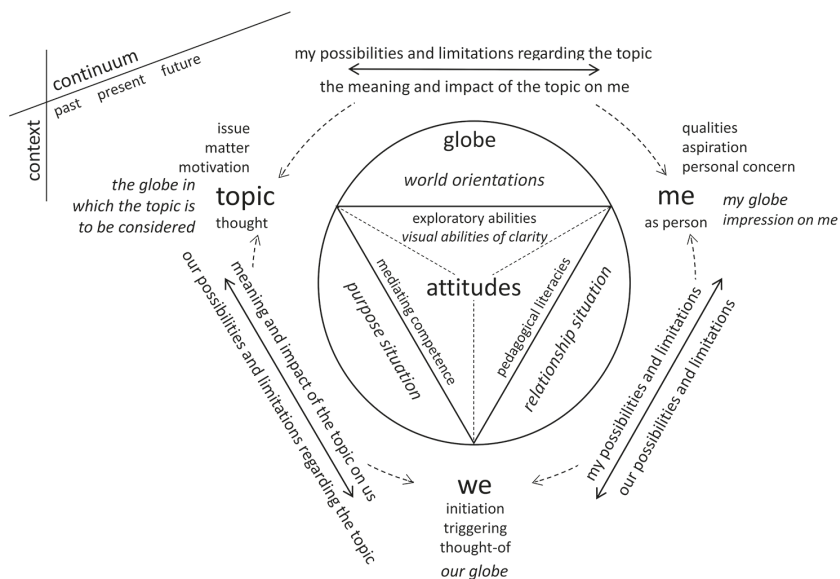 continuum
past present future
context
my possibilities and limitations regarding the topic
the meaning and impact of the topic on me
issue
matter
motivation
the globe in
which the topic is
to be considered
topic
thought
globe
world orientations
exploratory abilities
visual abilities of clarity
attitudes
mediating competence
pedagogical literacies
purpose situation
relationship situation
qualities
aspiration
personal concern
me
as person
my globe
impression on me
meaning and impact of the topic on us
our possibilities and limitations regarding the topic
my possibilities and limitations
our possibilities and limitations
we
initiation
triggering
thought-of
our globe